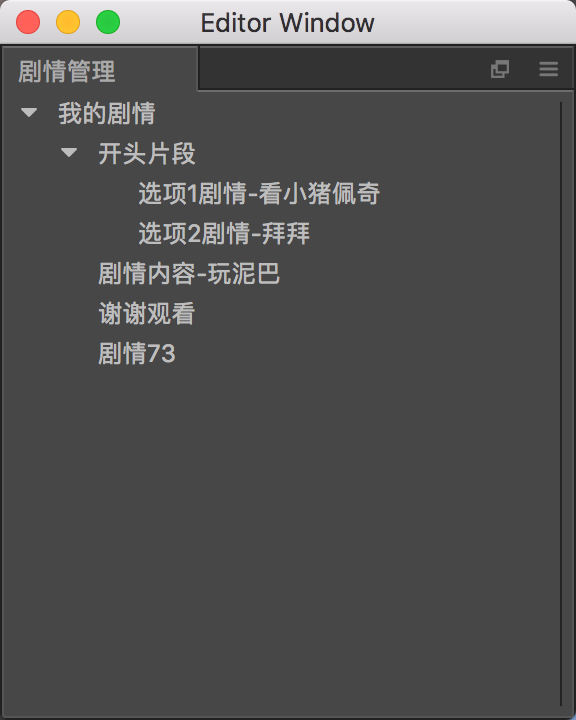 Editor Window
剧情管理
我的剧情
开头片段
选项1剧情-看小猪佩奇
选项2剧情-拜拜
剧情内容-玩泥巴
谢谢观看
剧情73